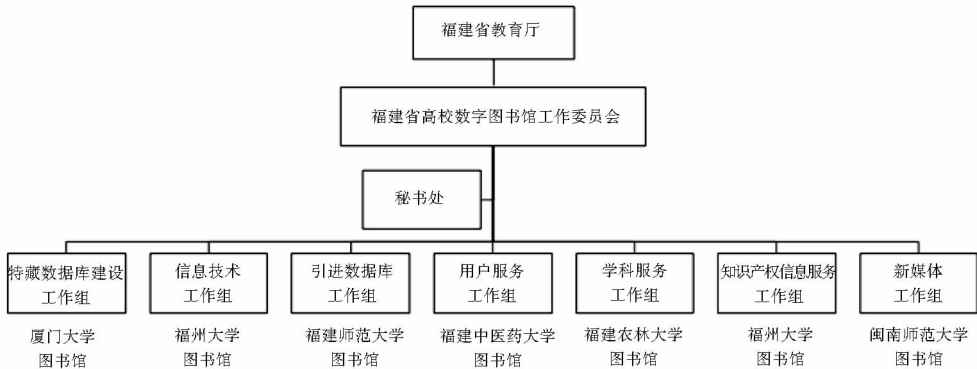 福建省教育厅
福建省高校数字图书馆工作委员会
秘书处
特藏数据库建设
工作组
信息技术
工作组
引进数据库
工作组
用户服务
工作组
学科服务
工作组
知识产权信息服务
工作组
新媒体
工作组
厦门大学
图书馆
福州大学
图书馆
福建师范大学
图书馆
福建中医药大学
图书馆
福建农林大学
图书馆
福州大学
图书馆
闽南师范大学
图书馆